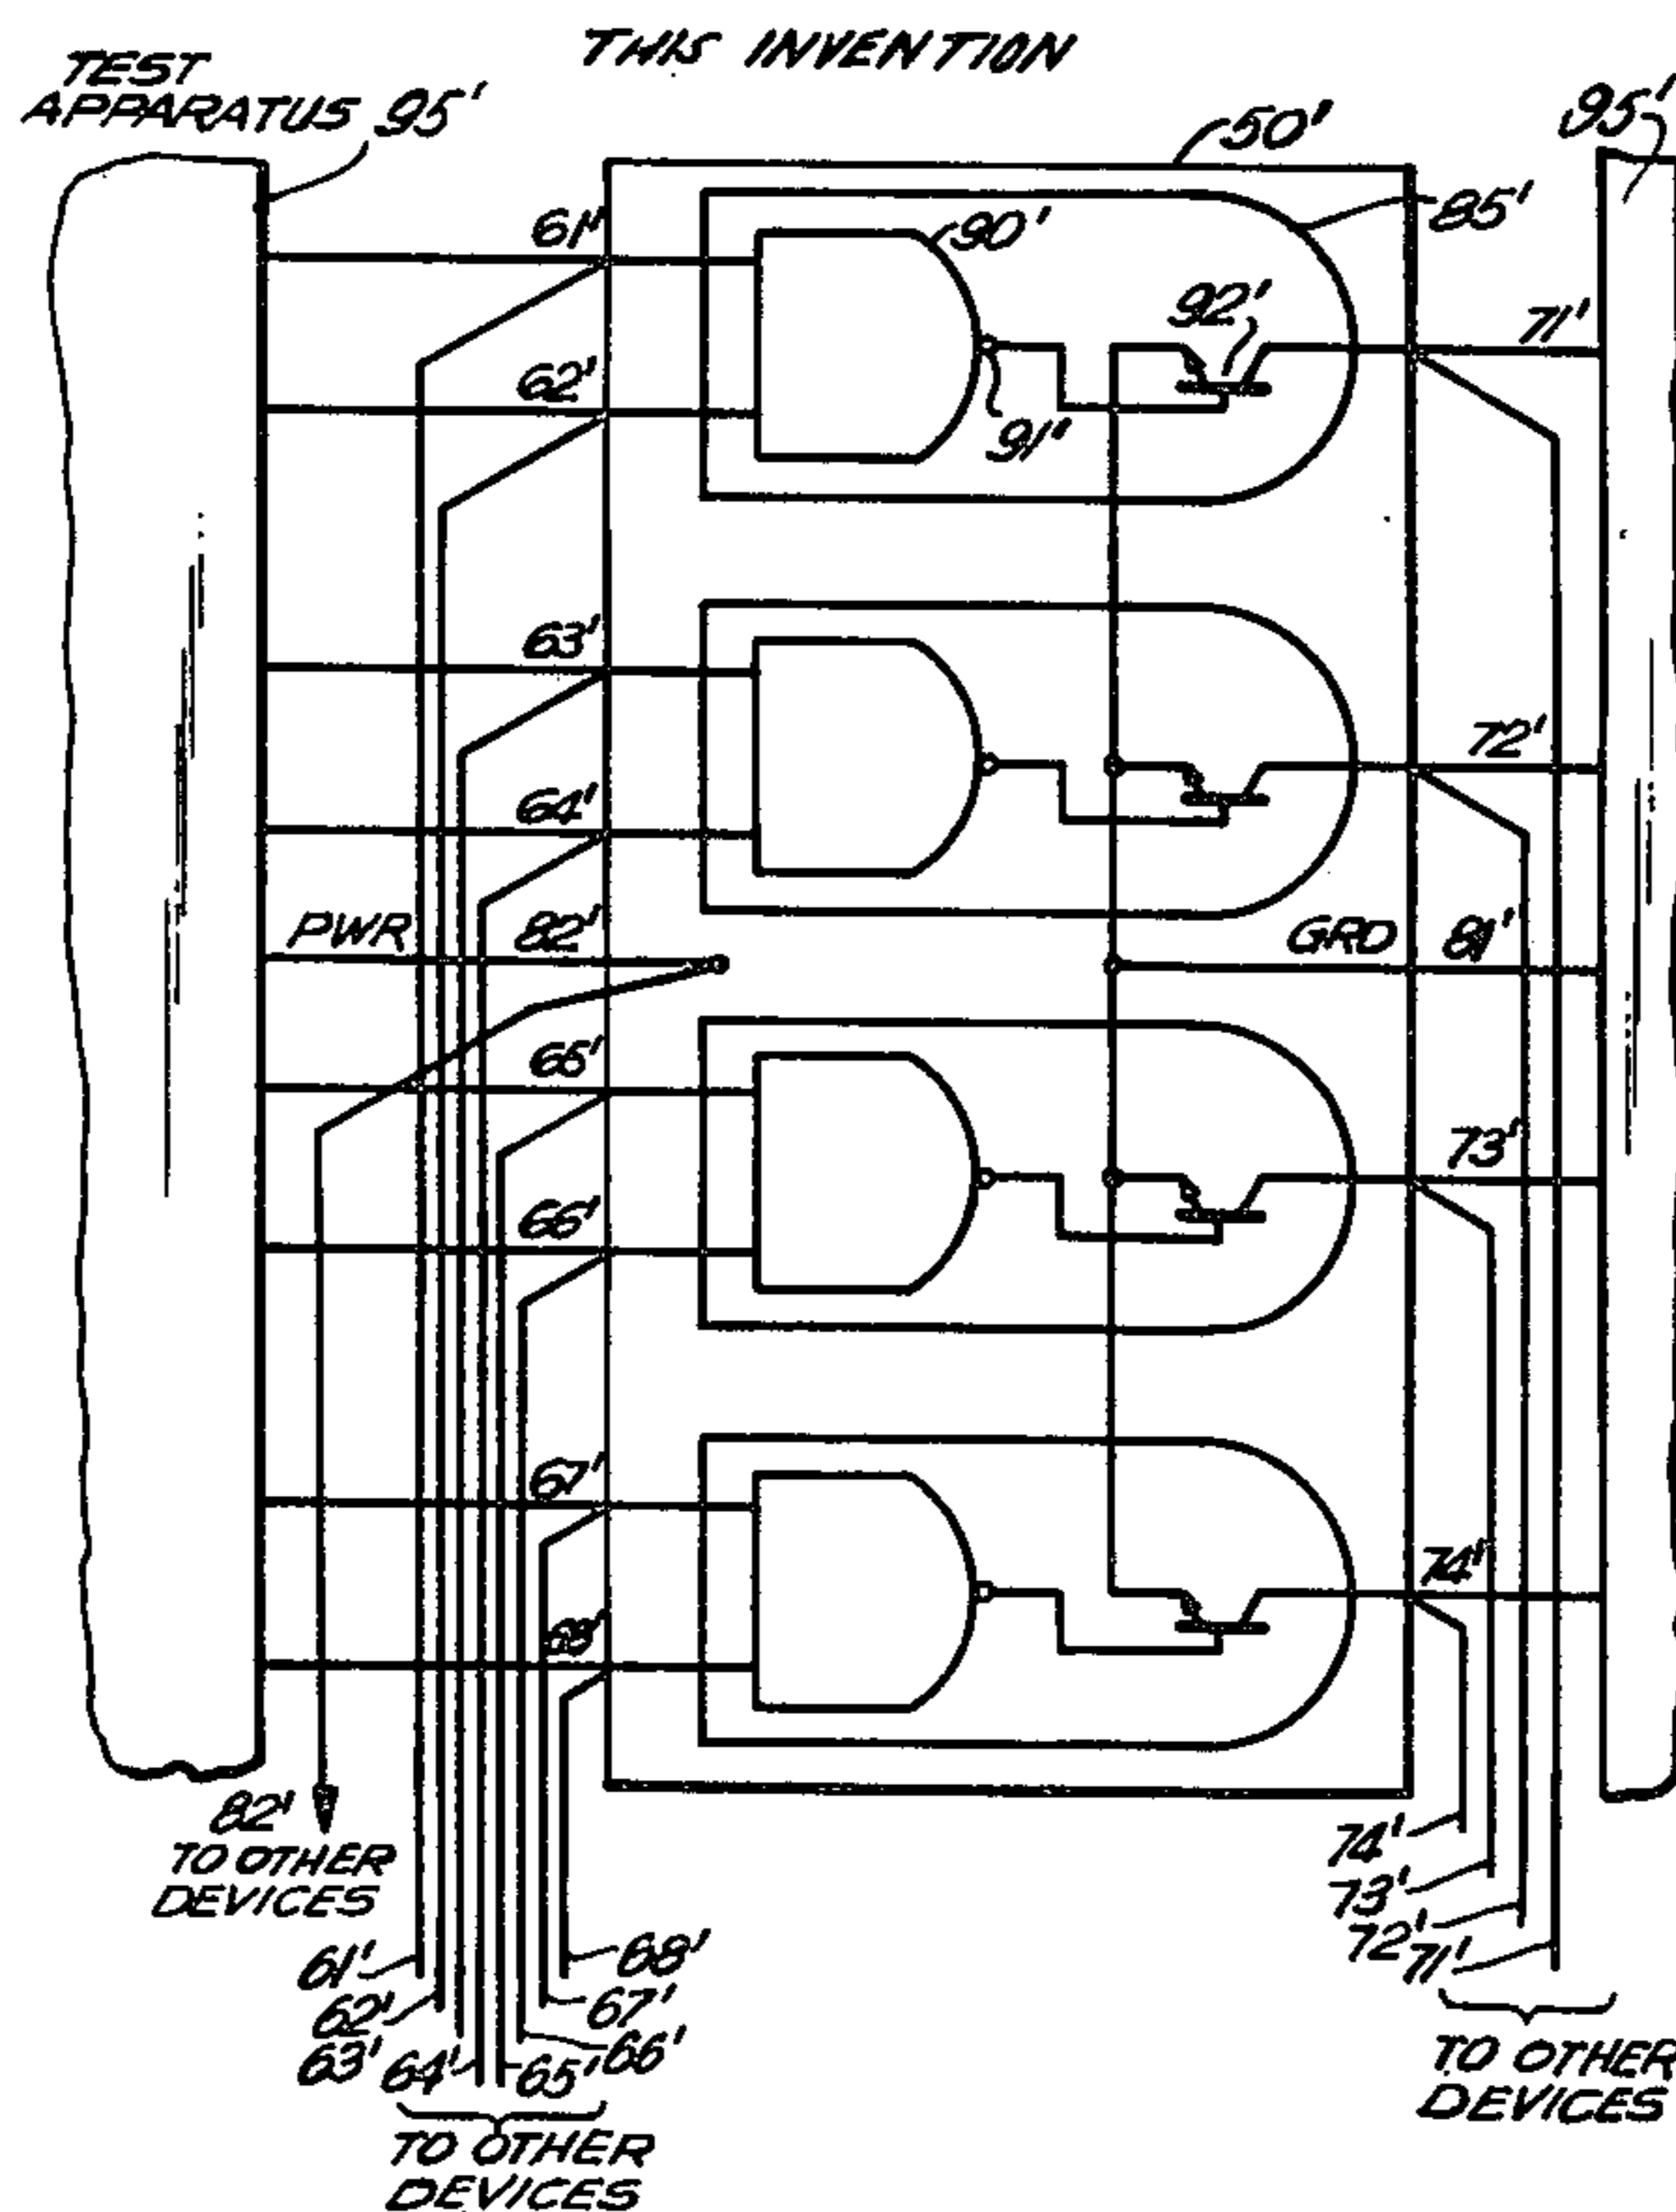 THIS INVENTION
TEST
APPARATUS 95'
50'
95'
61'
90'
85'
92'
71'
62'
91'
63'
72'
64'
PWR 82'
GRD 81'
65'
73'
66'
67'
74'
68'
82'
TO OTHER
DEVICES
74'
73'
72'
71'
61'
68'
62'
67'
63'
64'
65'
66'
TO OTHER
DEVICES
TO OTHER
DEVICES